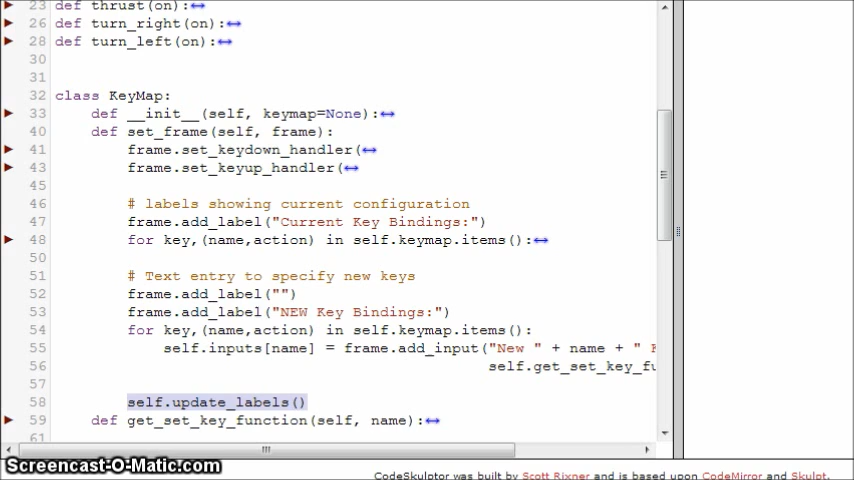 23 def thrust(on):↔
26 def turn_right(on):↔
28 def turn_left(on):↔
30
31
32 class KeyMap:
33 def __init__(self, keymap=None):↔
40 def set_frame(self, frame):
41 frame.set_keydown_handler(↔
43 frame.set_keyup_handler(↔
45
46 # labels showing current configuration
47 frame.add_label("Current Key Bindings:")
48 for key,(name,action) in self.keymap.items():↔
50
51 # Text entry to specify new keys
52 frame.add_label("")
53 frame.add_label("NEW Key Bindings:")
54 for key,(name,action) in self.keymap.items():
55 self.inputs[name] = frame.add_input("New " + name + " K
56 self.get_set_key_fu
57
58 self.update_labels()
59 def get_set_key_function(self, name):↔
61
Screencast-O-Matic.com
CodeSkulptor was built by Scott Rixner and is based upon CodeMirror and Skulpt.